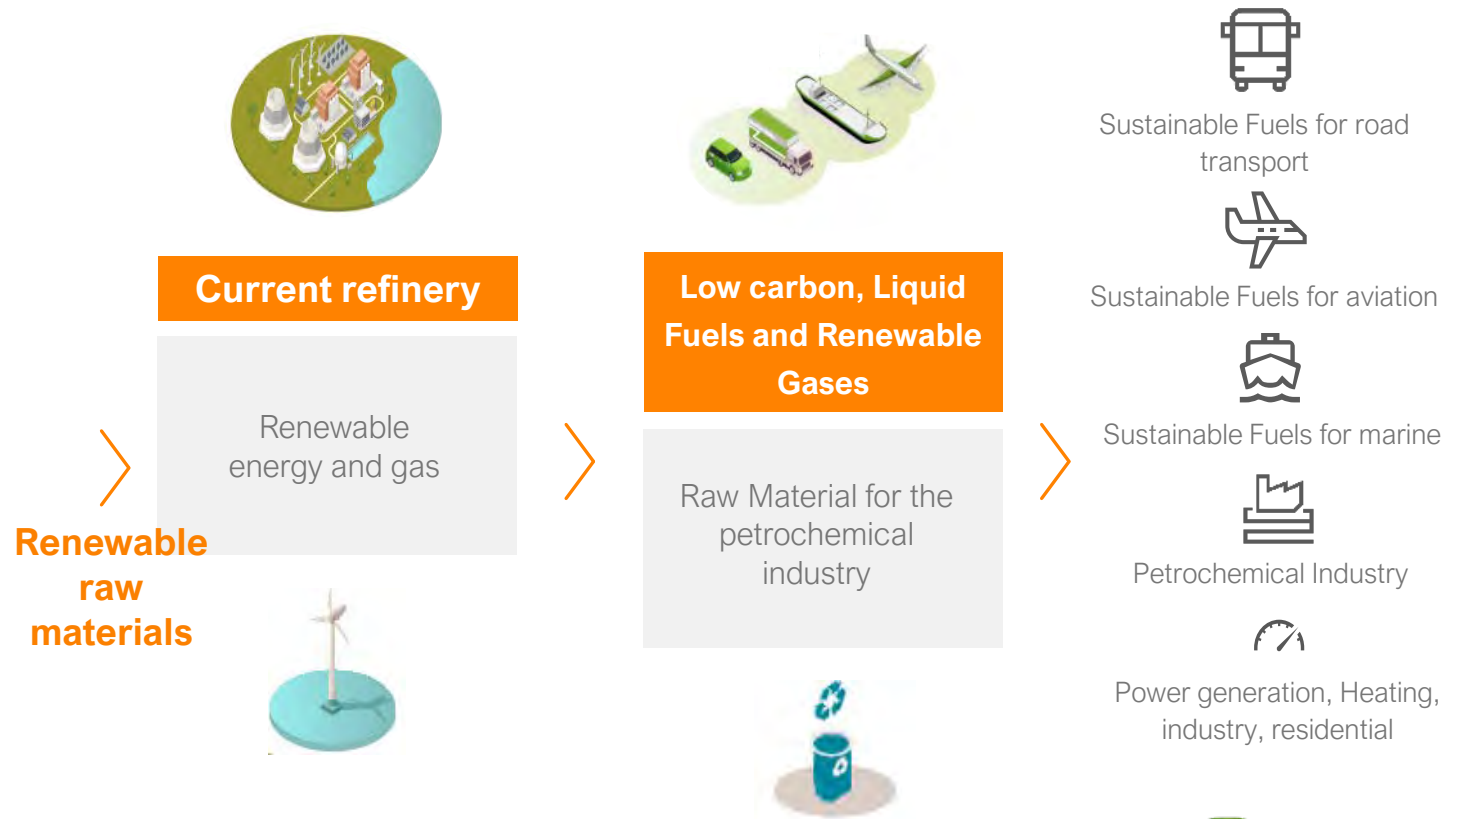 Renewable
raw
materials
Current refinery
Renewable
energy and gas
Low carbon, Liquid
Fuels and Renewable
Gases
Raw Material for the
petrochemical
industry
Sustainable Fuels for road
transport
Sustainable Fuels for aviation
Sustainable Fuels for marine
Petrochemical Industry
Power generation, Heating,
industry, residential